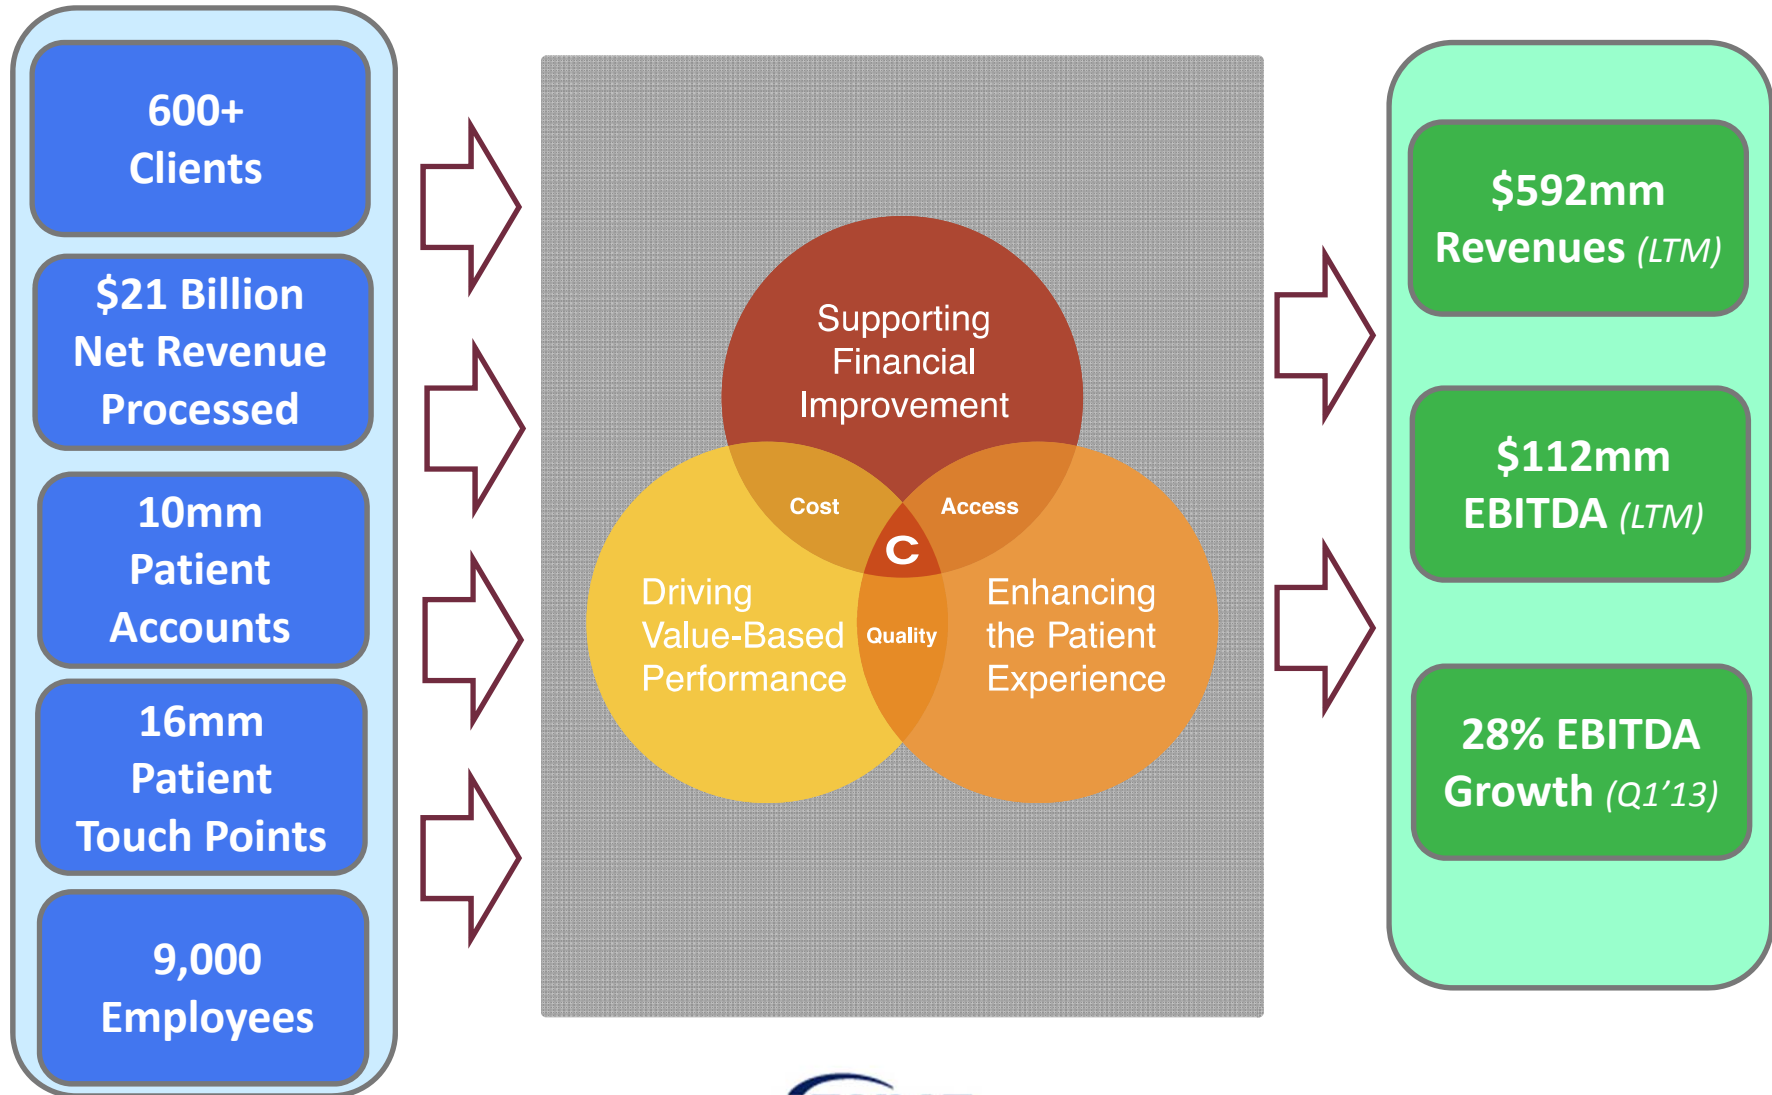 600+
Clients
$21 Billion
Net Revenue
Processed
10mm
Patient
Accounts
16mm
Patient
Touch Points
9,000
Employees
Supporting
Financial
Improvement
Cost
Access
C
Driving
Value-Based
Performance
Quality
Enhancing
the Patient
Experience
$592mm
Revenues (LTM)
$112mm
EBITDA (LTM)
28% EBITDA
Growth (Q1’13)